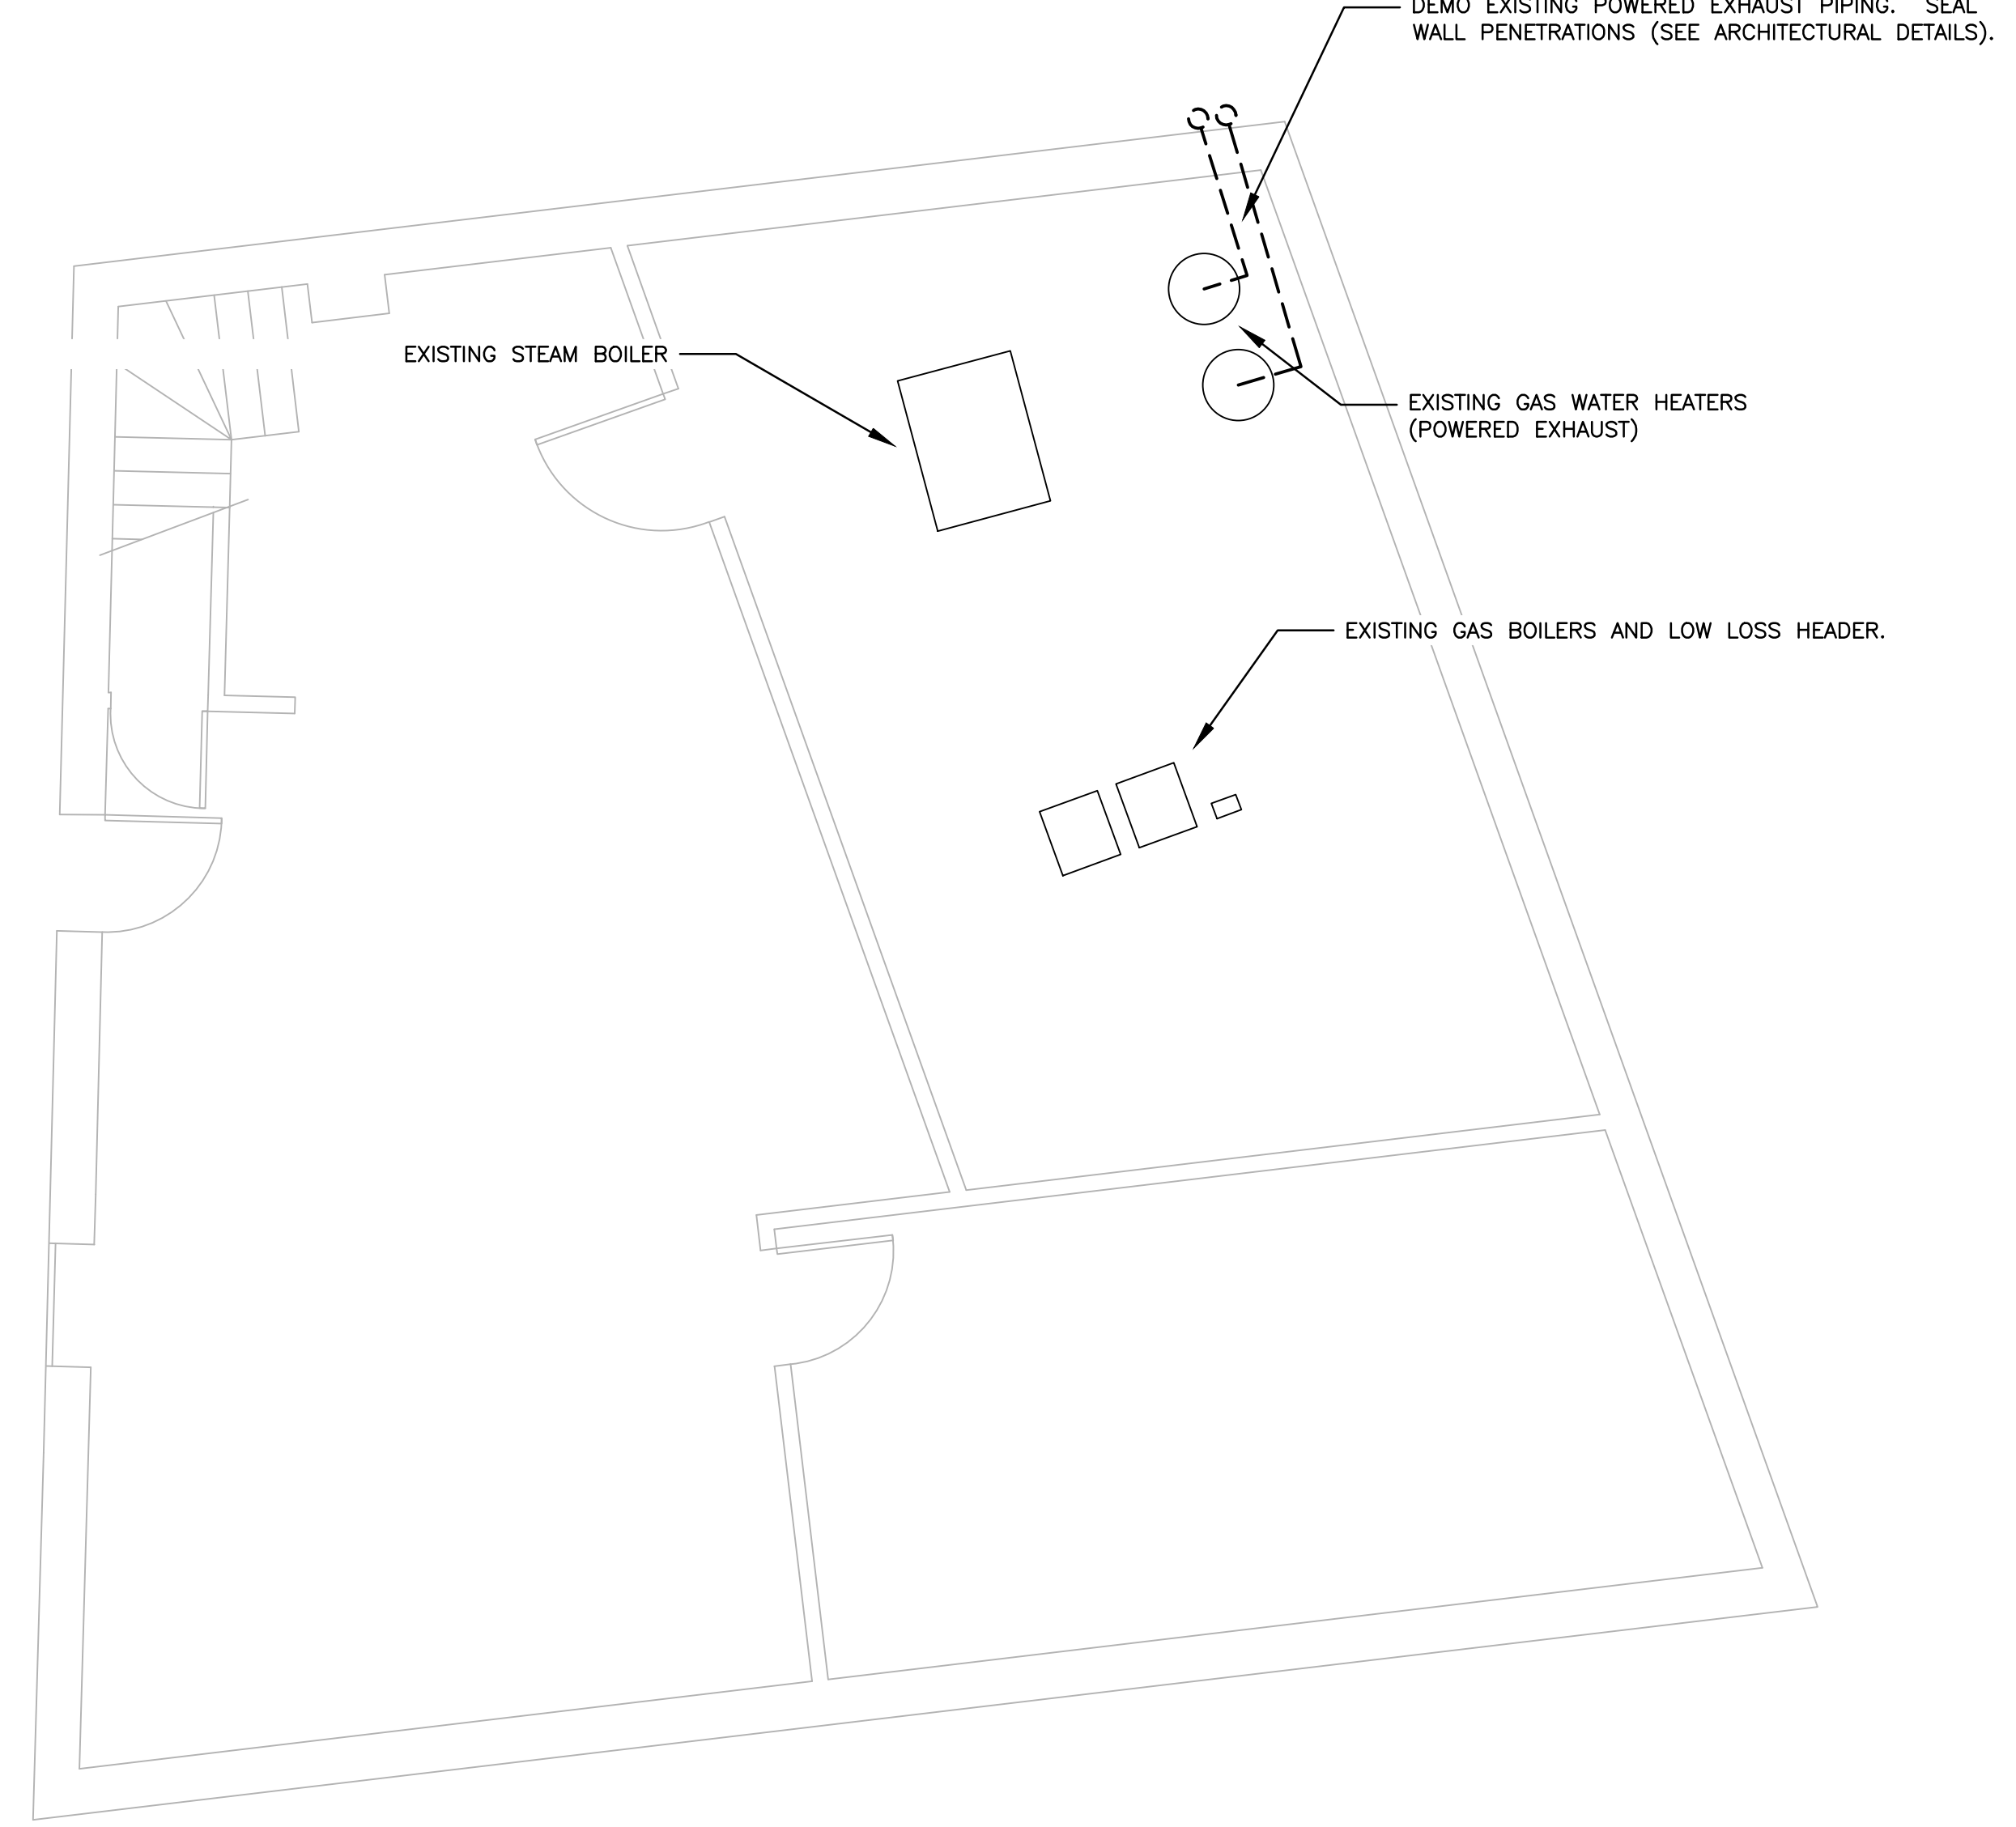 DEMO EXISTING POWERED EXHAUST PIPING. SEAL
WALL PENETRATIONS (SEE ARCHITECTURAL DETAILS).
EXISTING STEAM BOILER
EXISTING GAS WATER HEATERS
(POWERED EXHAUST)
EXISTING GAS BOILERS AND LOW LOSS HEADER.